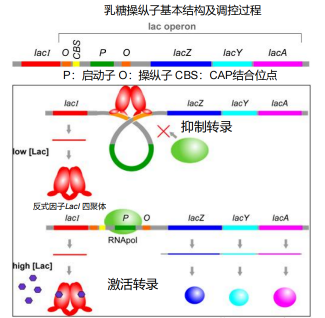 乳糖操纵子基本结构及调控过程
lac operon
lacI O CBS P O lacZ lacY lacA
P：启动子 O：操纵子 CBS：CAP结合位点
lacI lacZ lacY lacA
抑制转录
low [Lac]
反式因子LacI 四聚体
lacI P O lacZ lacY lacA
RNApol
high [Lac]
激活转录